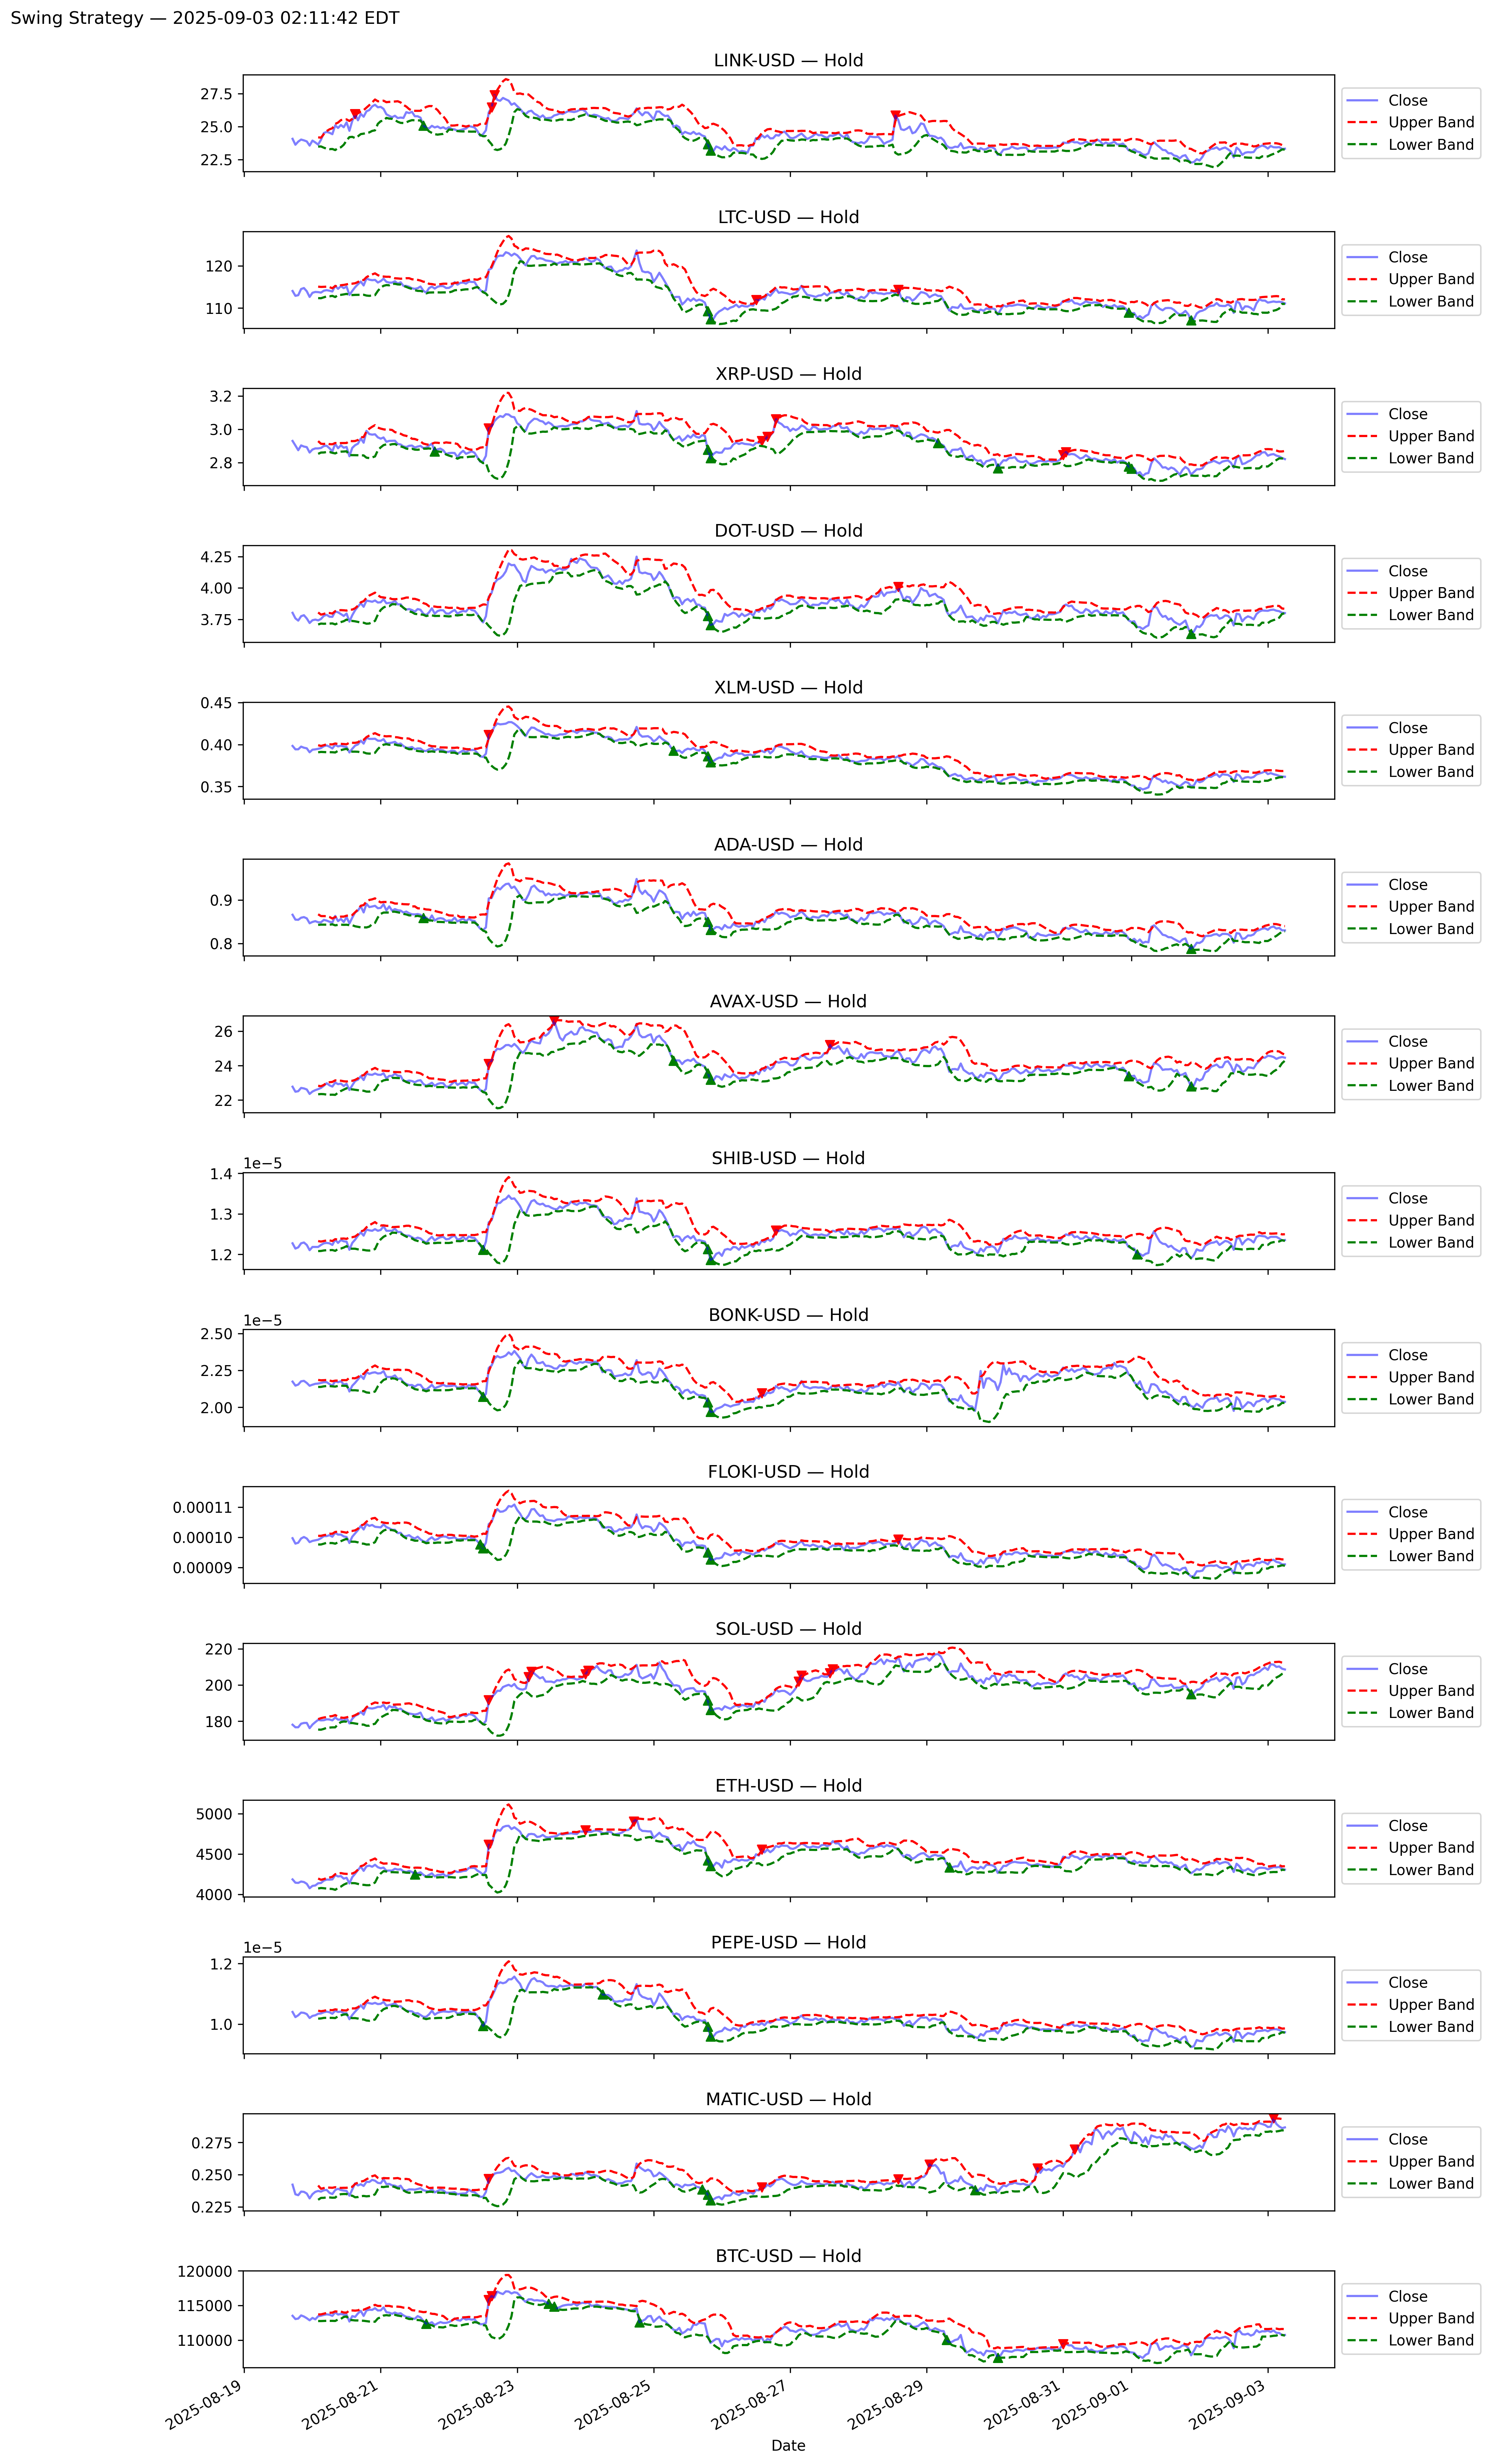 Swing Strategy — 2025-09-03 02:11:42 EDT
LINK-USD — Hold
27.5
25.0
22.5
Close
Upper Band
Lower Band
LTC-USD — Hold
120
110
Close
Upper Band
Lower Band
XRP-USD — Hold
3.2
3.0
2.8
Close
Upper Band
Lower Band
DOT-USD — Hold
4.25
4.00
3.75
Close
Upper Band
Lower Band
XLM-USD — Hold
0.45
0.40
0.35
Close
Upper Band
Lower Band
ADA-USD — Hold
0.9
0.8
Close
Upper Band
Lower Band
AVAX-USD — Hold
26
24
22
Close
Upper Band
Lower Band
SHIB-USD — Hold
1e−5
1.4
1.3
1.2
Close
Upper Band
Lower Band
BONK-USD — Hold
1e−5
2.50
2.25
2.00
Close
Upper Band
Lower Band
FLOKI-USD — Hold
0.00011
0.00010
0.00009
Close
Upper Band
Lower Band
SOL-USD — Hold
220
200
180
Close
Upper Band
Lower Band
ETH-USD — Hold
5000
4500
4000
Close
Upper Band
Lower Band
PEPE-USD — Hold
1e−5
1.2
1.0
Close
Upper Band
Lower Band
MATIC-USD — Hold
0.275
0.250
0.225
Close
Upper Band
Lower Band
BTC-USD — Hold
120000
115000
110000
Close
Upper Band
Lower Band
2025-08-19
2025-08-21
2025-08-23
2025-08-25
2025-08-27
2025-08-29
2025-08-31
2025-09-01
2025-09-03
Date